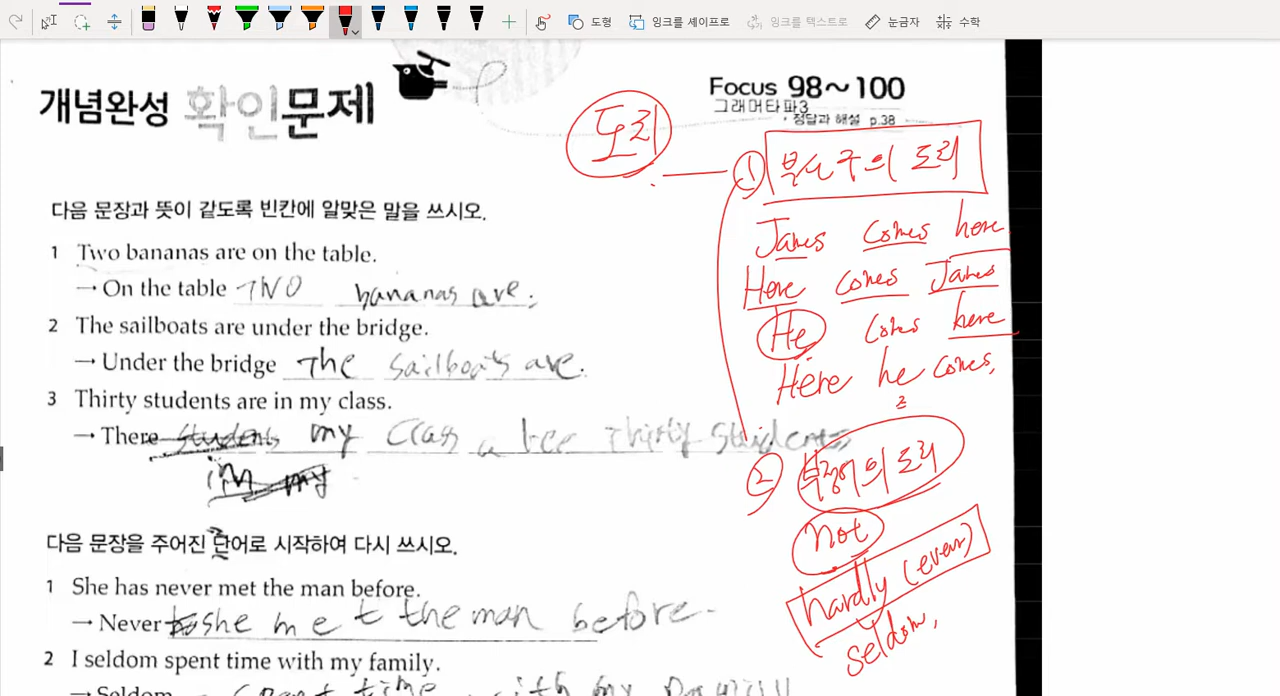 도형 잉크를 셰이프로 잉크를 텍스트로 눈금자 수학
개념완성 확인문제
Focus 98~100
그래머타파3
정답과 해설 p.38
도치
① 부사구의 도치
James comes here
Here comes James
He comes here
Here he comes,
② 부정어의 도치
not
hardly (ever)
seldom,
다음 문장과 뜻이 같도록 빈칸에 알맞은 말을 쓰시오.
1 Two bananas are on the table.
→ On the table TWO bananas are.
2 The sailboats are under the bridge.
→ Under the bridge The sailboats are.
3 Thirty students are in my class.
→ There students my Class a Thirty Students
in my
다음 문장을 주어진 단어로 시작하여 다시 쓰시오.
1 She has never met the man before.
→ Never she met the man before.
2 I seldom spent time with my family.
→ Seldom spent time with my